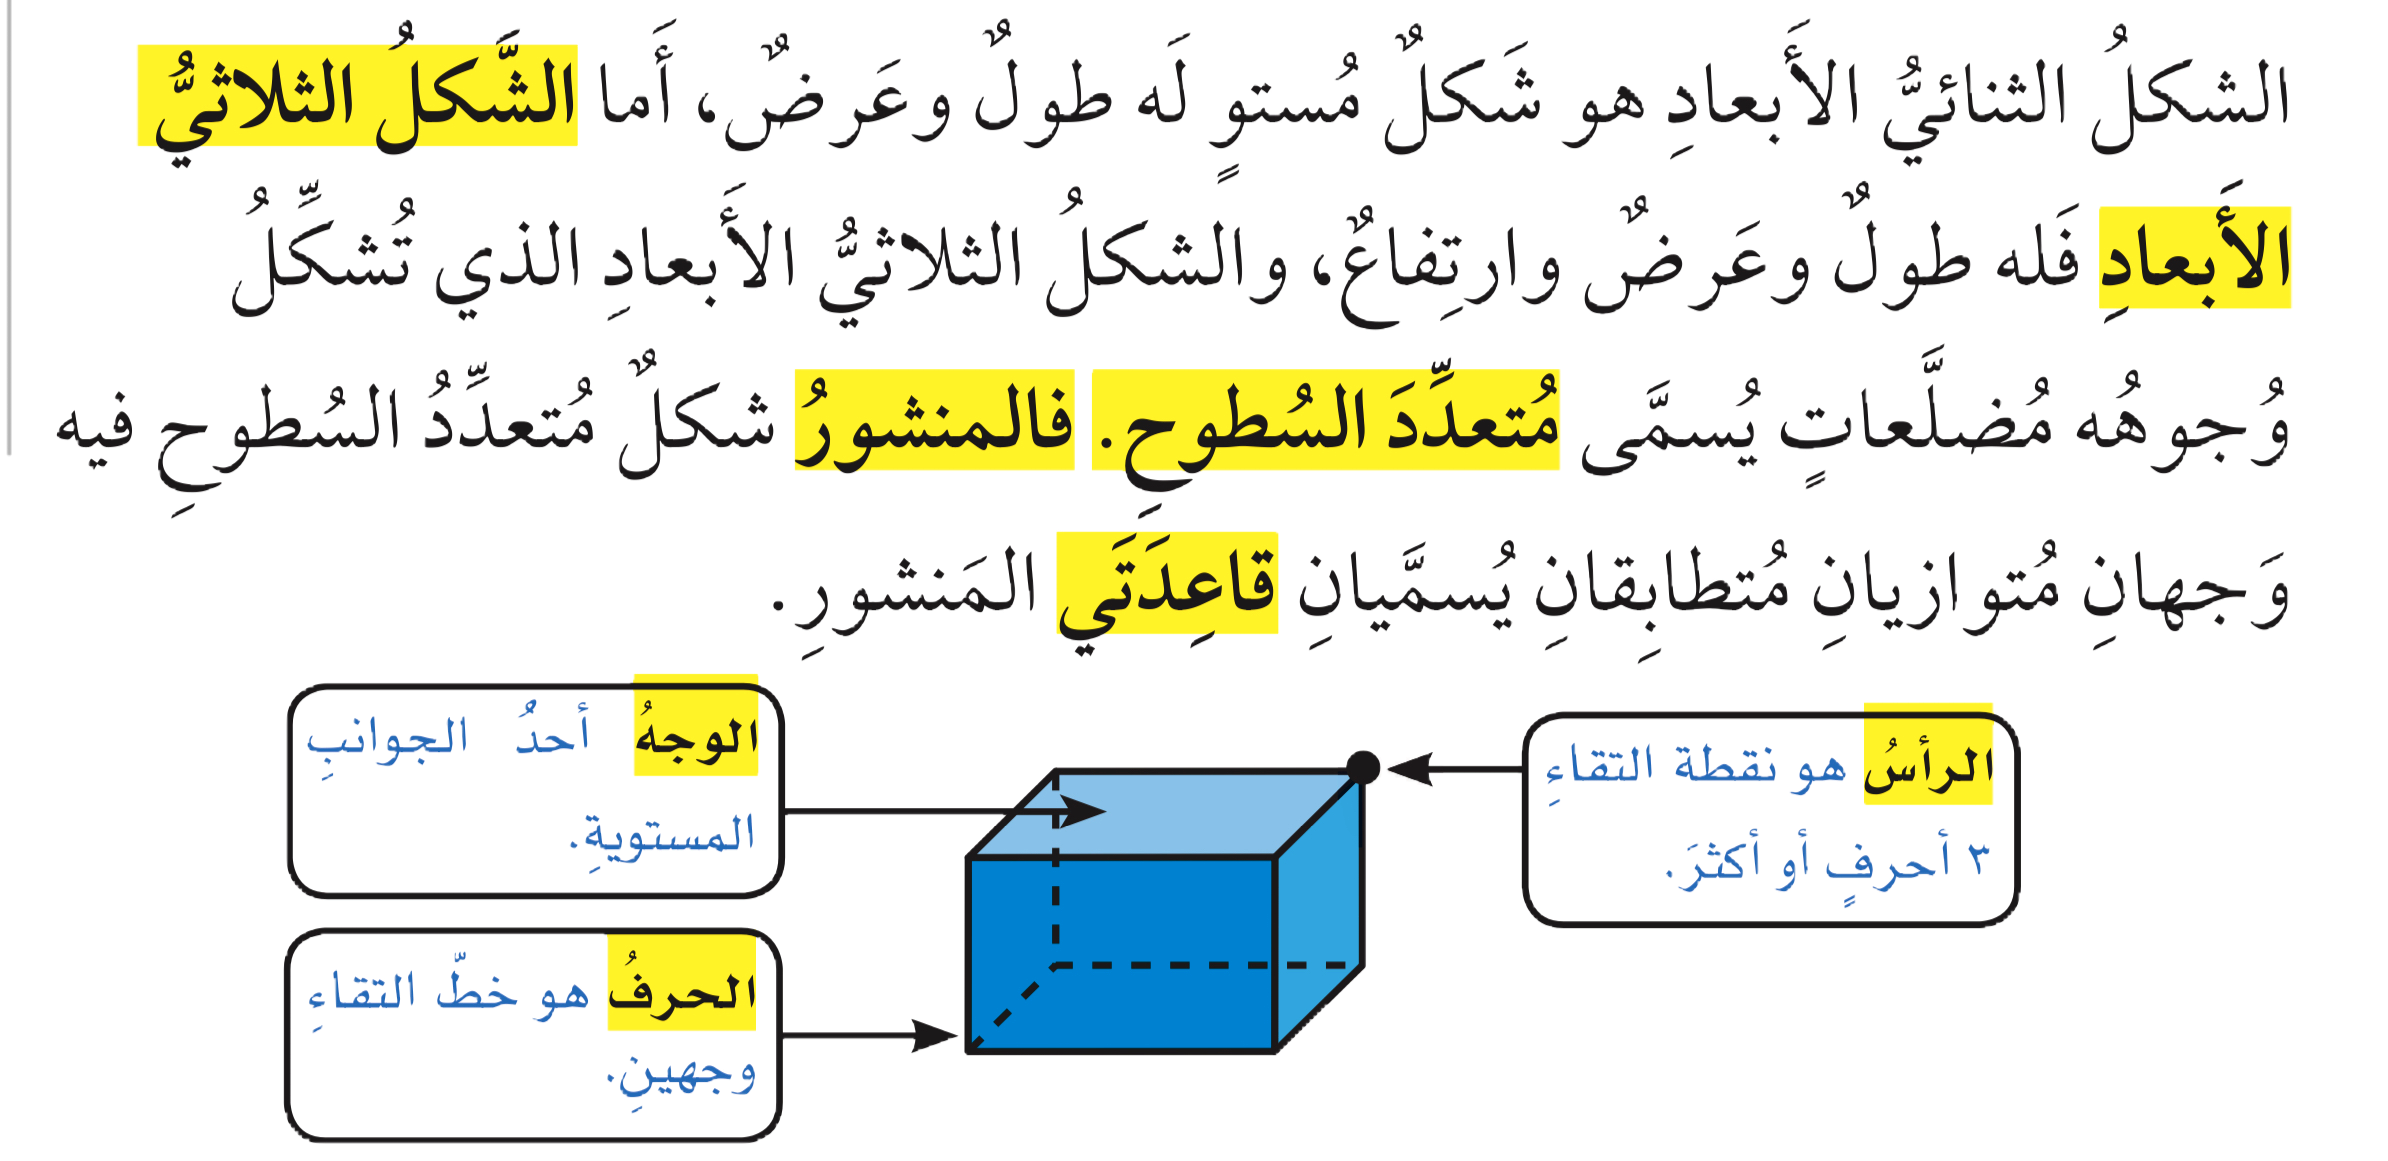 الشكلُ الثنائيُّ الأَبعادِ هو شَكلٌ مُستوٍ لَه طولٌ وعَرضٌ، أَما الشَّكلُ الثلاثيُّ
الأَبعادِ فَله طولٌ وعَرضٌ وارتِفاعٌ، والشكلُ الثلاثيُّ الأَبعادِ الذي تُشكِّلُ
وُجوهُه مُضلَّعاتٍ يُسمَّى مُتعدِّدَ السُطوحِ. فالمنشورُ شكلٌ مُتعدِّدُ السُطوحِ فيه
وَجهانِ مُتوازيانِ مُتطابِقانِ يُسمَّيانِ قاعِدَتَي المَنشورِ.
الرأسُ هو نقطة التقاءِ
٣ أحرفٍ أو أكثرَ.
الوجهُ أحدُ الجوانبِ
المستويةِ.
الحرفُ هو خطّ التقاءِ
وجهينِ.